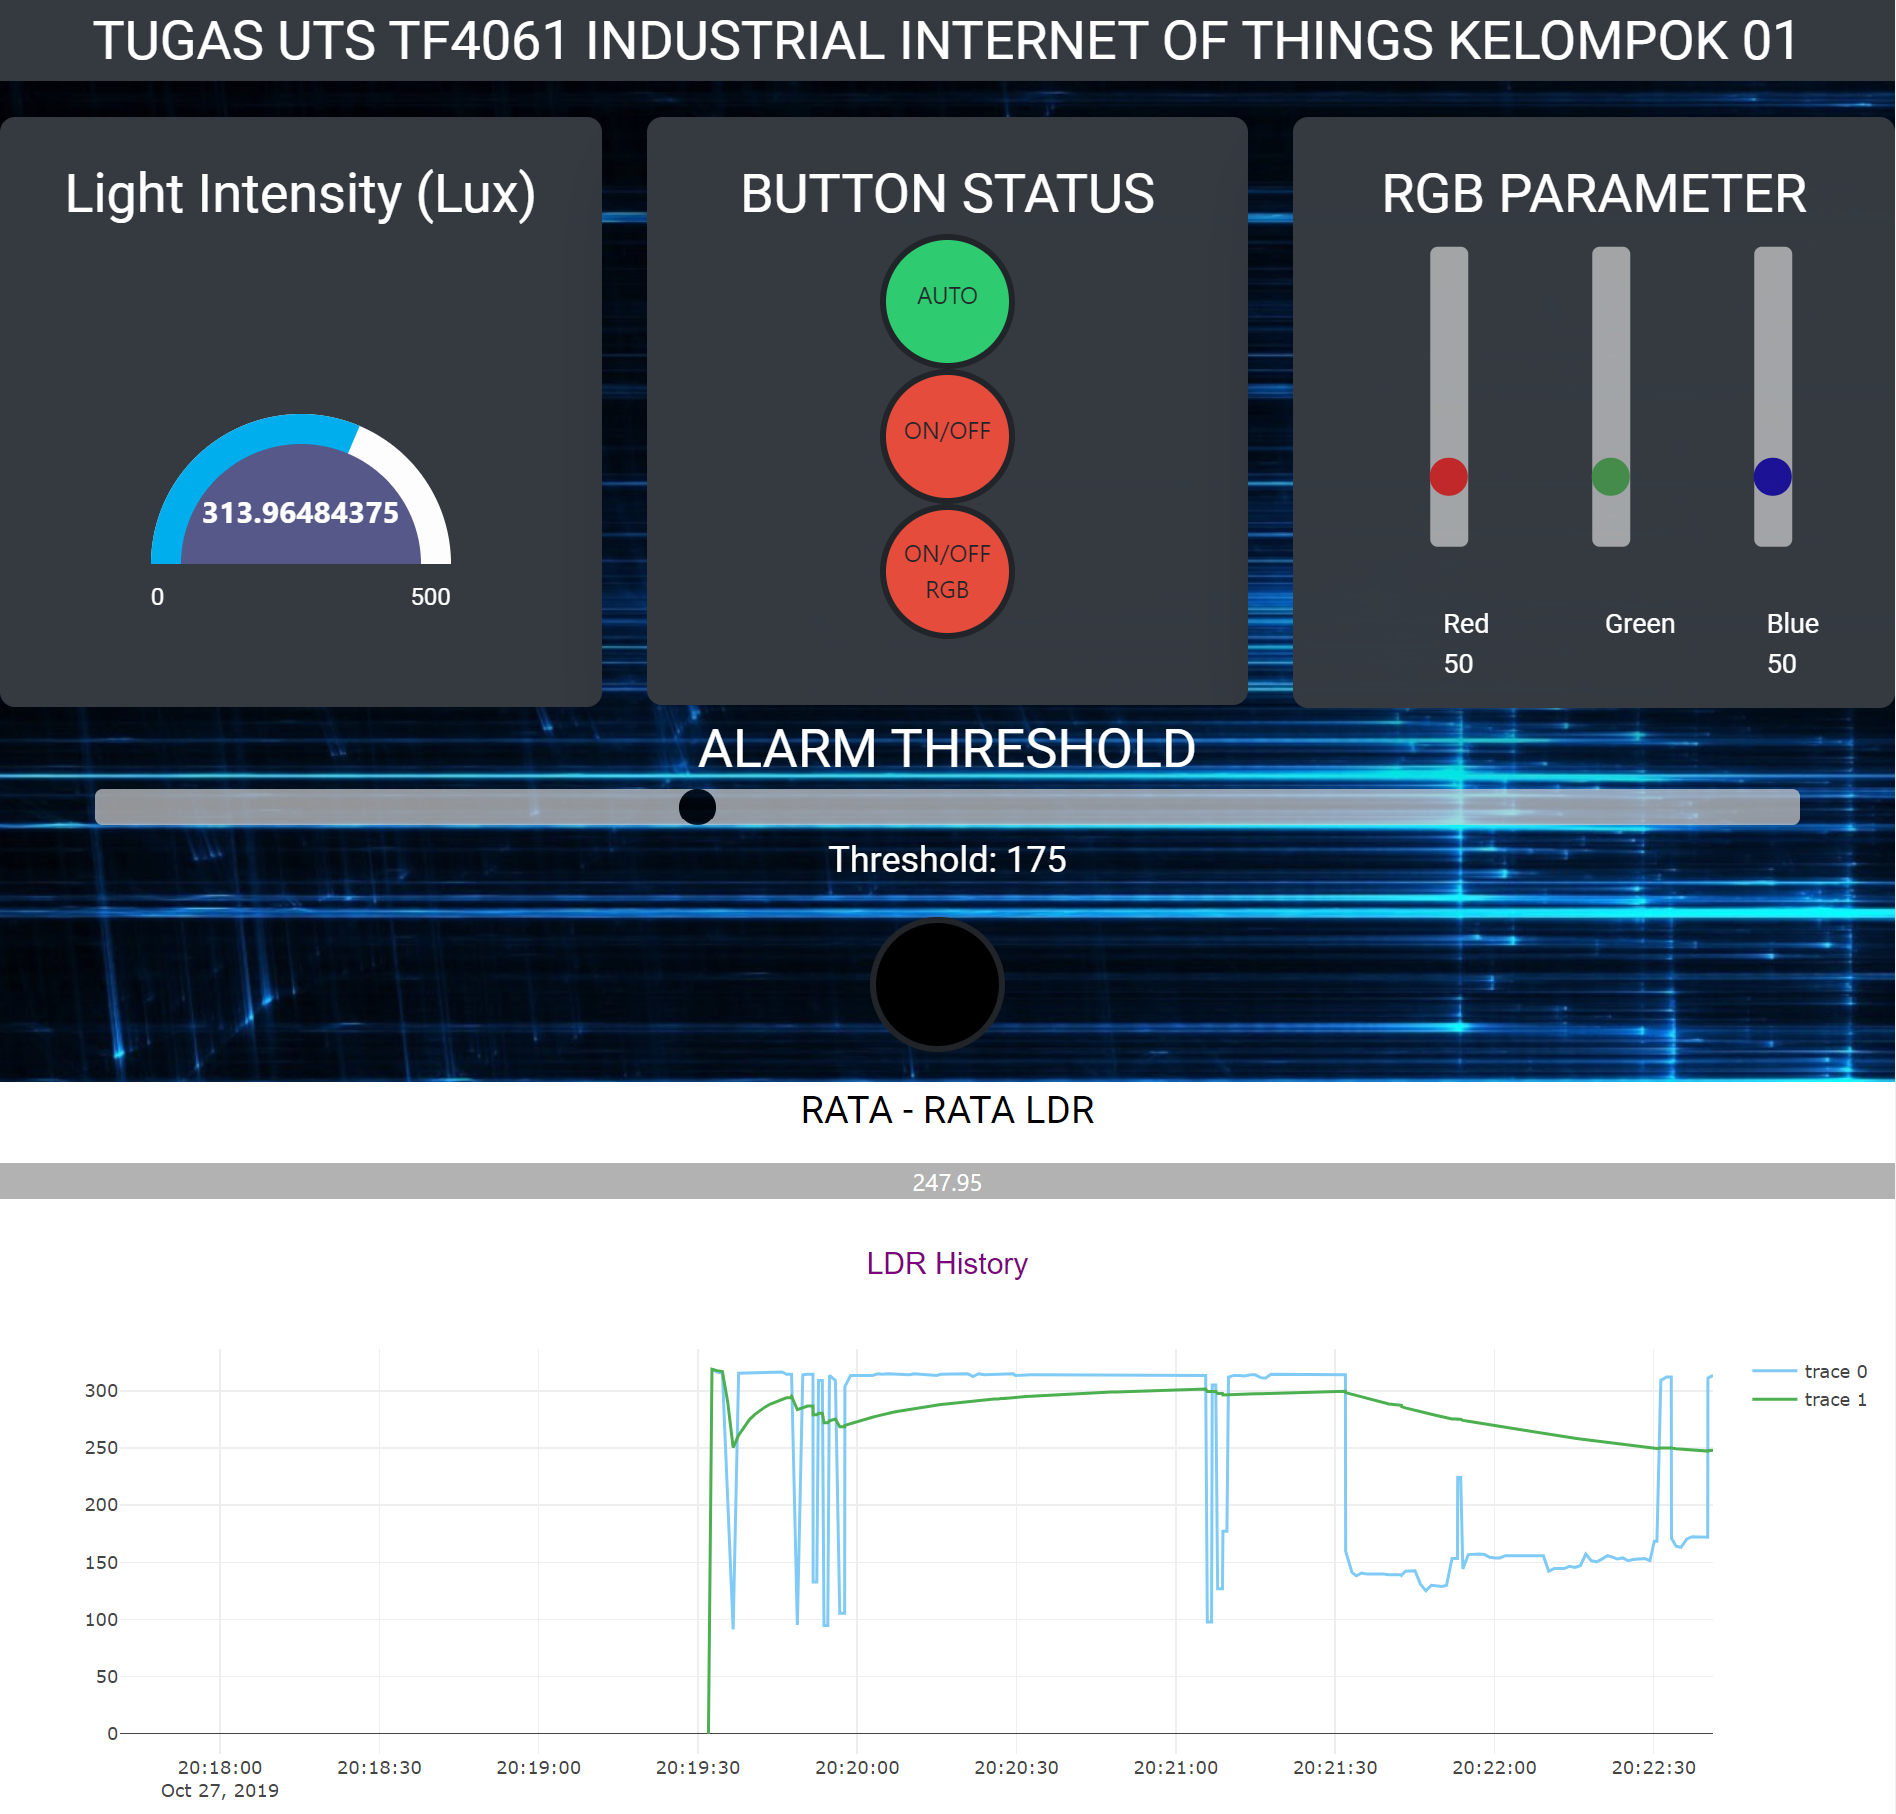 TUGAS UTS TF4061 INDUSTRIAL INTERNET OF THINGS KELOMPOK 01
Light Intensity (Lux)
313.96484375
0 500
BUTTON STATUS
AUTO
ON/OFF
ON/OFF
RGB
RGB PARAMETER
Red Green Blue
50 50
ALARM THRESHOLD
Threshold: 175
RATA - RATA LDR
247.95
LDR History
trace 0
trace 1
300
250
200
150
100
50
0
20:18:00 20:18:30 20:19:00 20:19:30 20:20:00 20:20:30 20:21:00 20:21:30 20:22:00 20:22:30
Oct 27, 2019